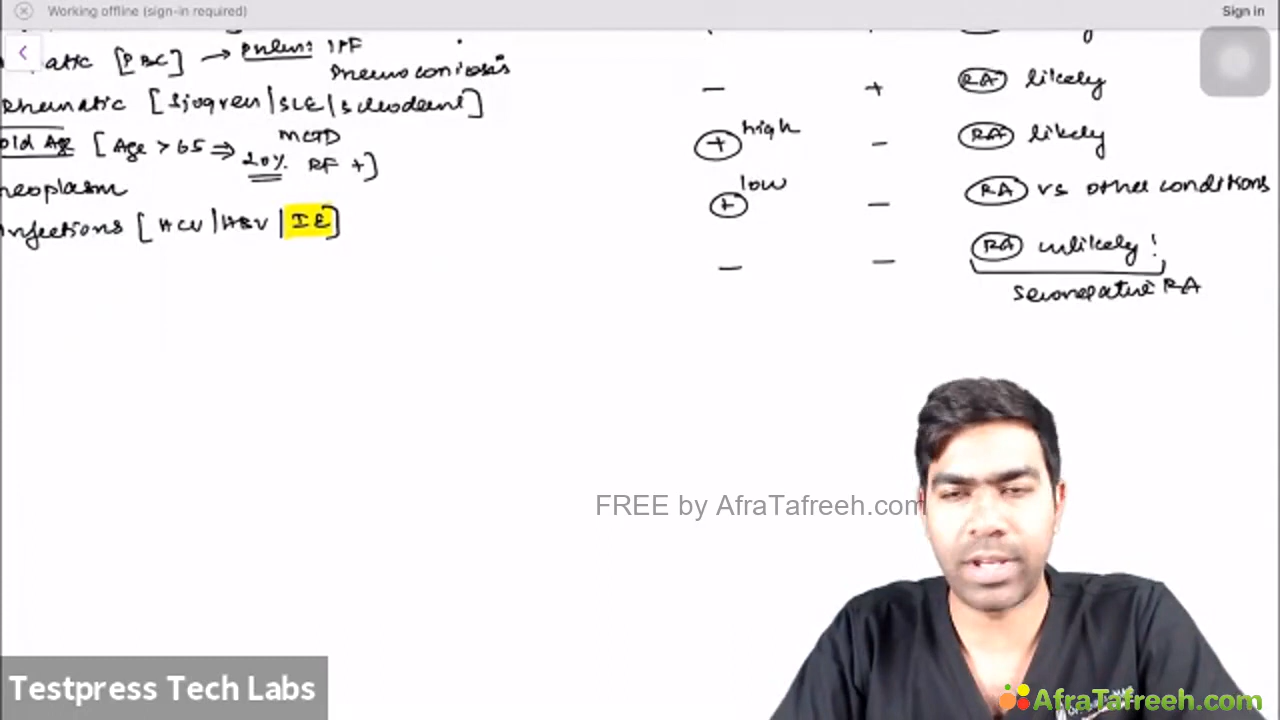 Working offline (sign-in required)
Sign in
atic [PBC] → Pulm: IPF
Pneumoconiosis
Rheumatic [Sjogren|SLE|Scleroderma]
MCTD
old Age [Age > 65 ⇒ 20% RF +]
neoplasm
Infections [HCV|HBV|IE]
– + RA likely
+ high – RA likely
+ low – RA vs other conditions
– – RA unlikely!
Seronegative RA
FREE by AfraTafreeh.com
Testpress Tech Labs
AfraTafreeh.com